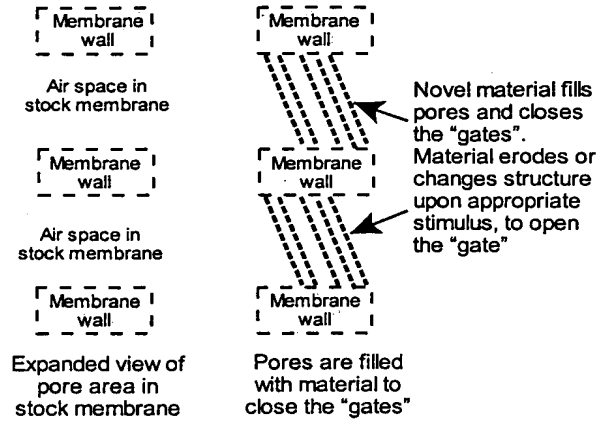 Membrane
wall
Air space in
stock membrane
Membrane
wall
Air space in
stock membrane
Membrane
wall
Expanded view of
pore area in
stock membrane
Membrane
wall
Membrane
wall
Membrane
wall
Pores are filled
with material to
close the "gates"
Novel material fills
pores and closes
the "gates".
Material erodes or
changes structure
upon appropriate
stimulus, to open
the "gate"